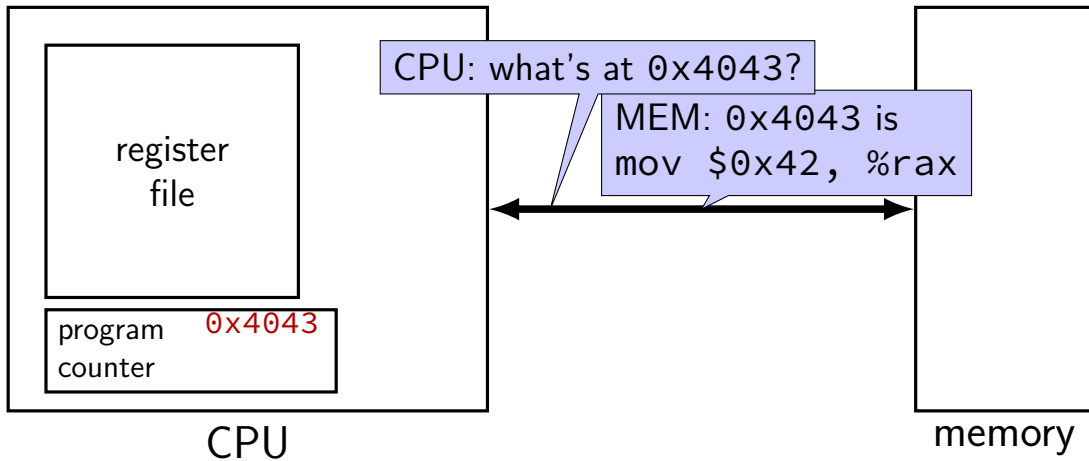 CPU: what's at 0x4043?
MEM: 0x4043 is
mov $0x42, %rax
register
file
program 0x4043
counter
CPU
memory